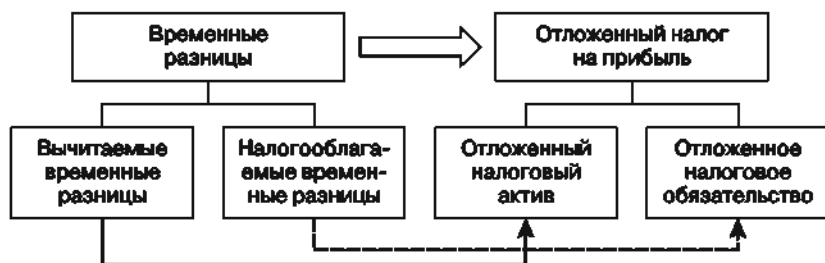 Временные
разницы
Отложенный налог
на прибыль
Вычитаемые
временные
разницы
Налогооблага-
емые времен-
ные разницы
Отложенный
налоговый
актив
Отложенное
налоговое
обязательство